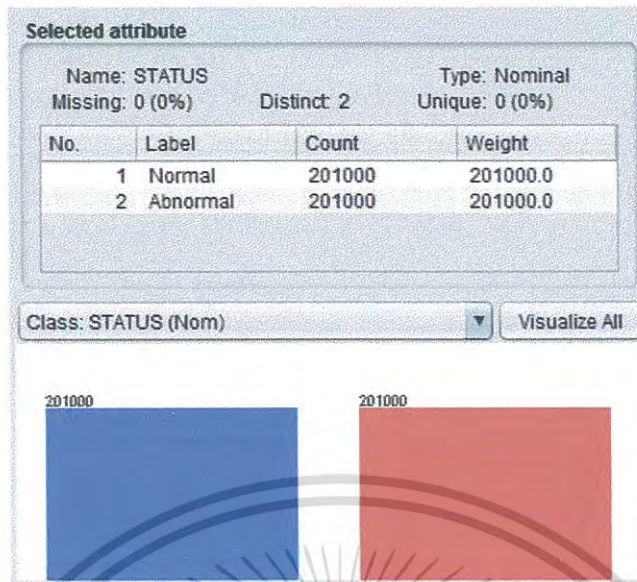 Selected attribute
Name: STATUS Type: Nominal
Missing: 0 (0%) Distinct: 2 Unique: 0 (0%)
No. Label Count Weight
1 Normal 201000 201000.0
2 Abnormal 201000 201000.0
Class: STATUS (Nom) Visualize All
201000 201000